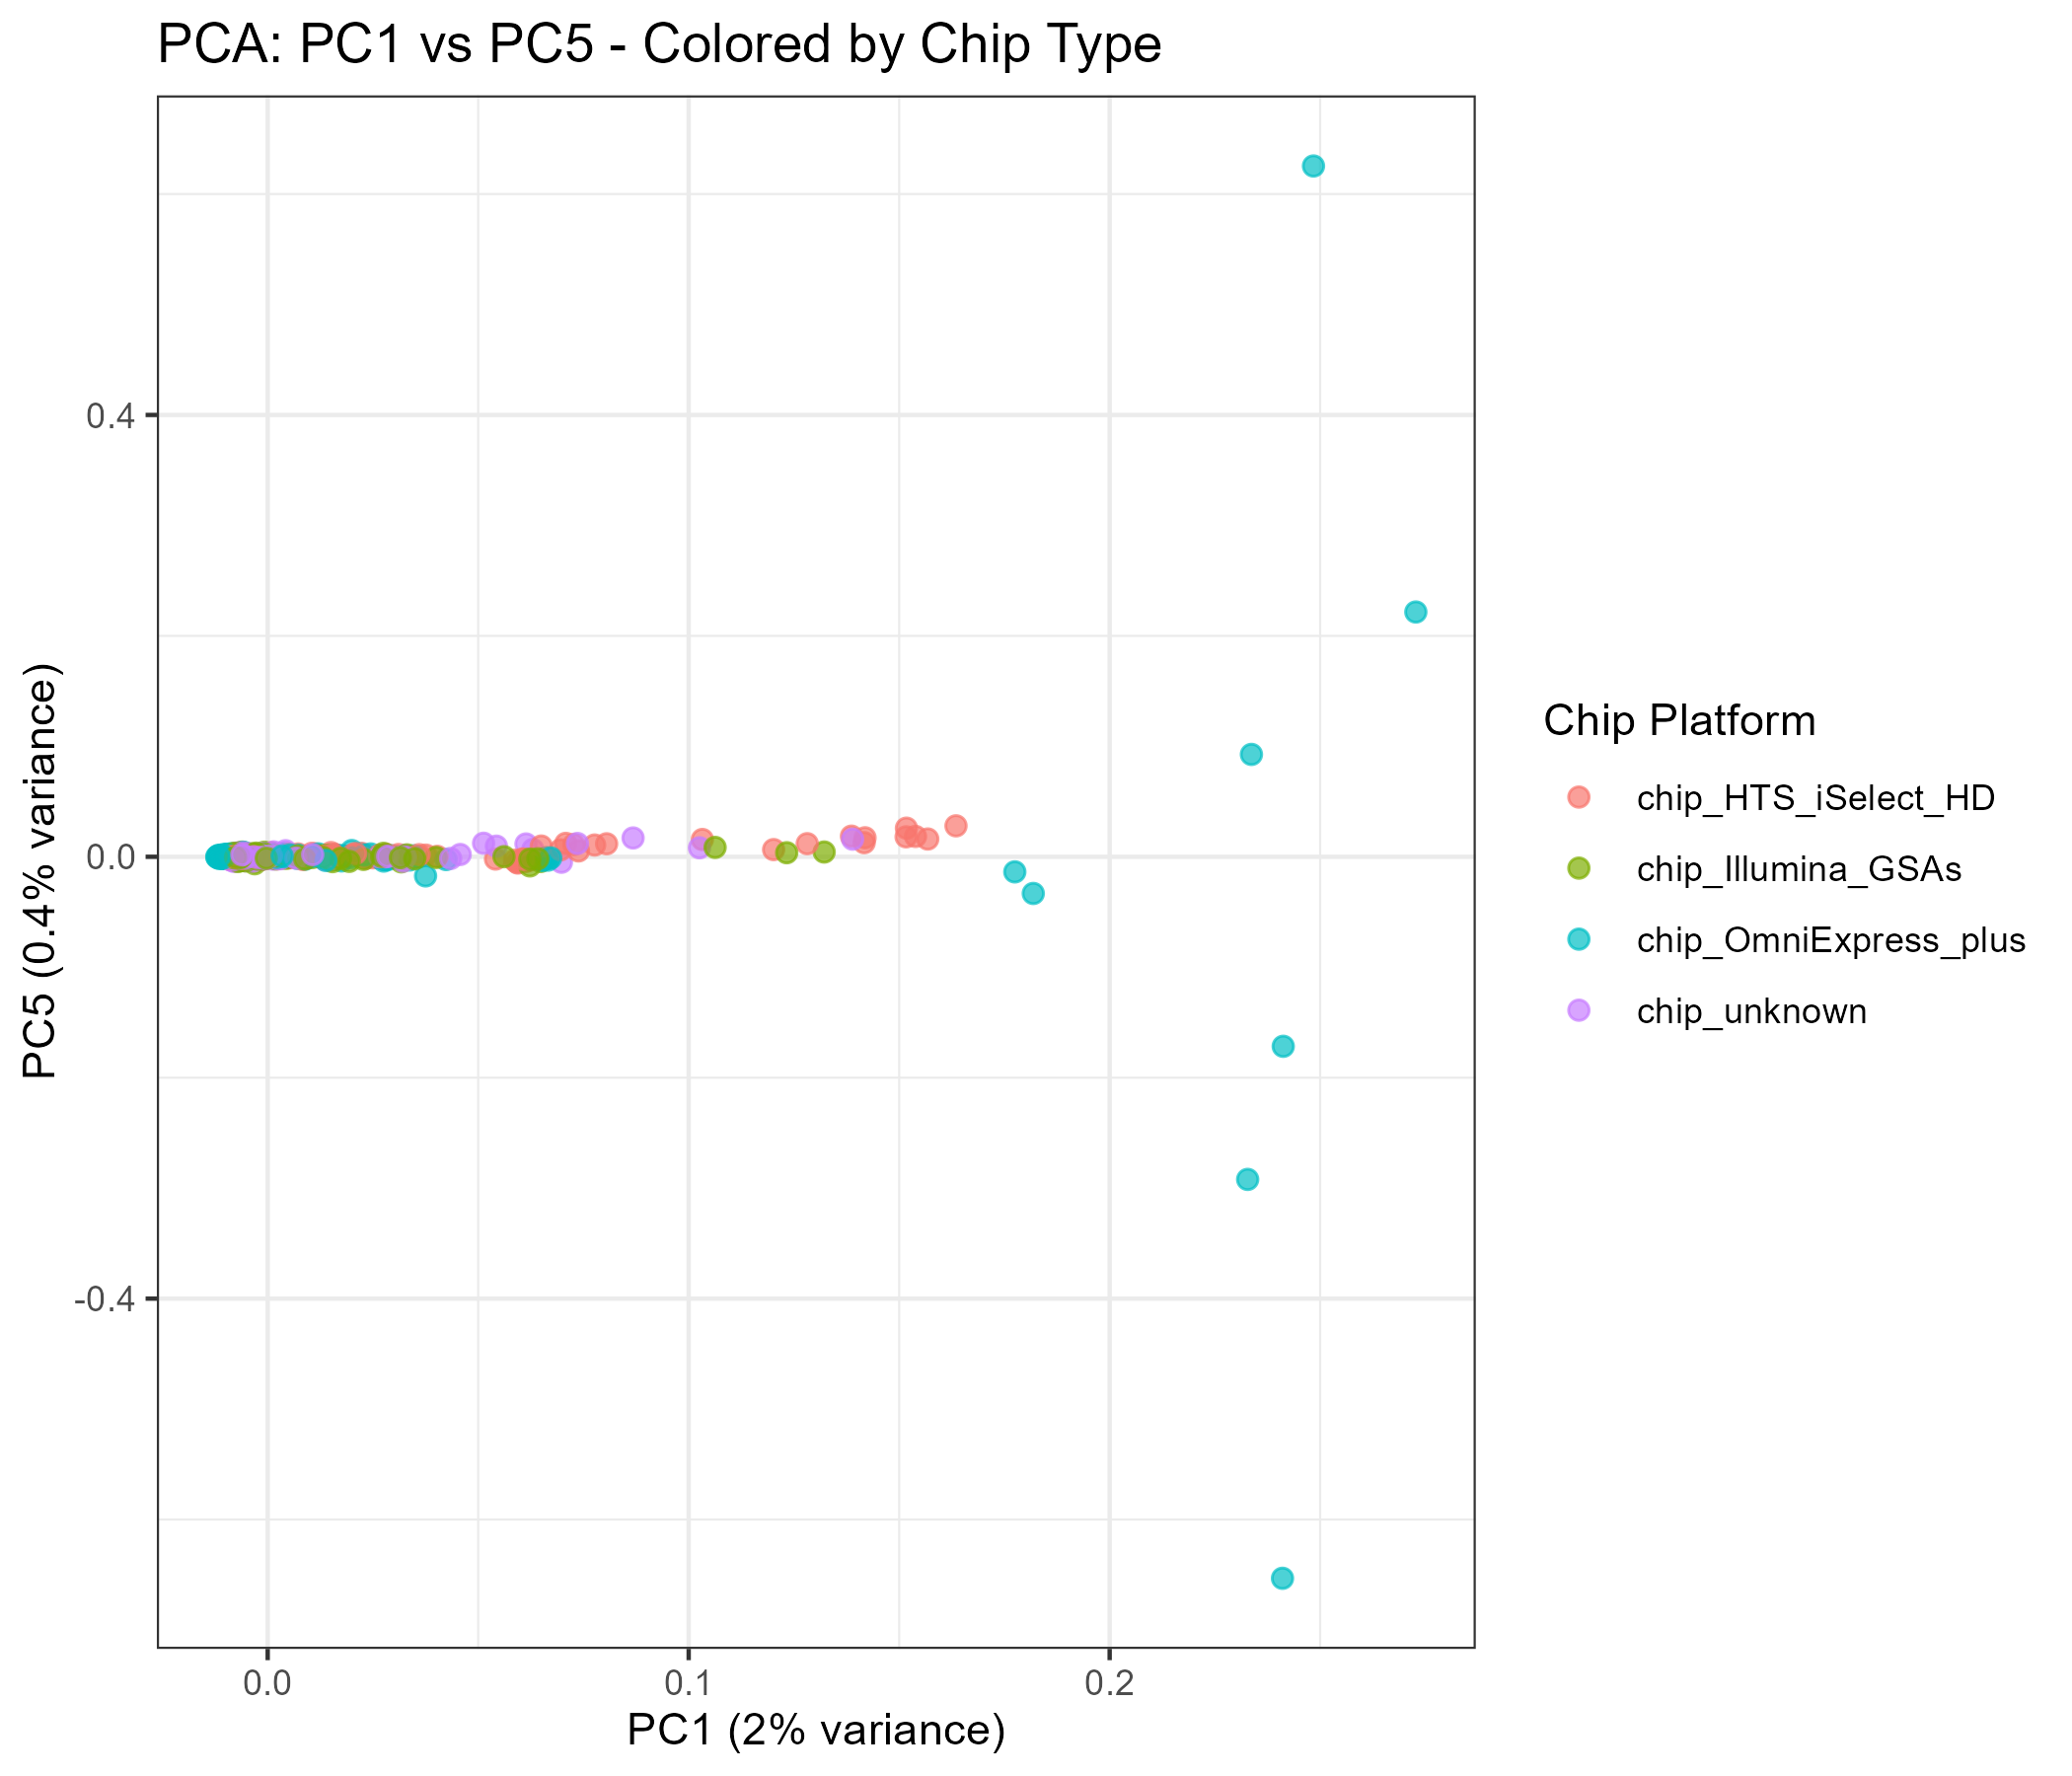 PCA: PC1 vs PC5 - Colored by Chip Type
PC5 (0.4% variance)
0.4
0.0
-0.4
0.0
0.1
0.2
PC1 (2% variance)
Chip Platform
chip_HTS_iSelect_HD
chip_Illumina_GSAs
chip_OmniExpress_plus
chip_unknown